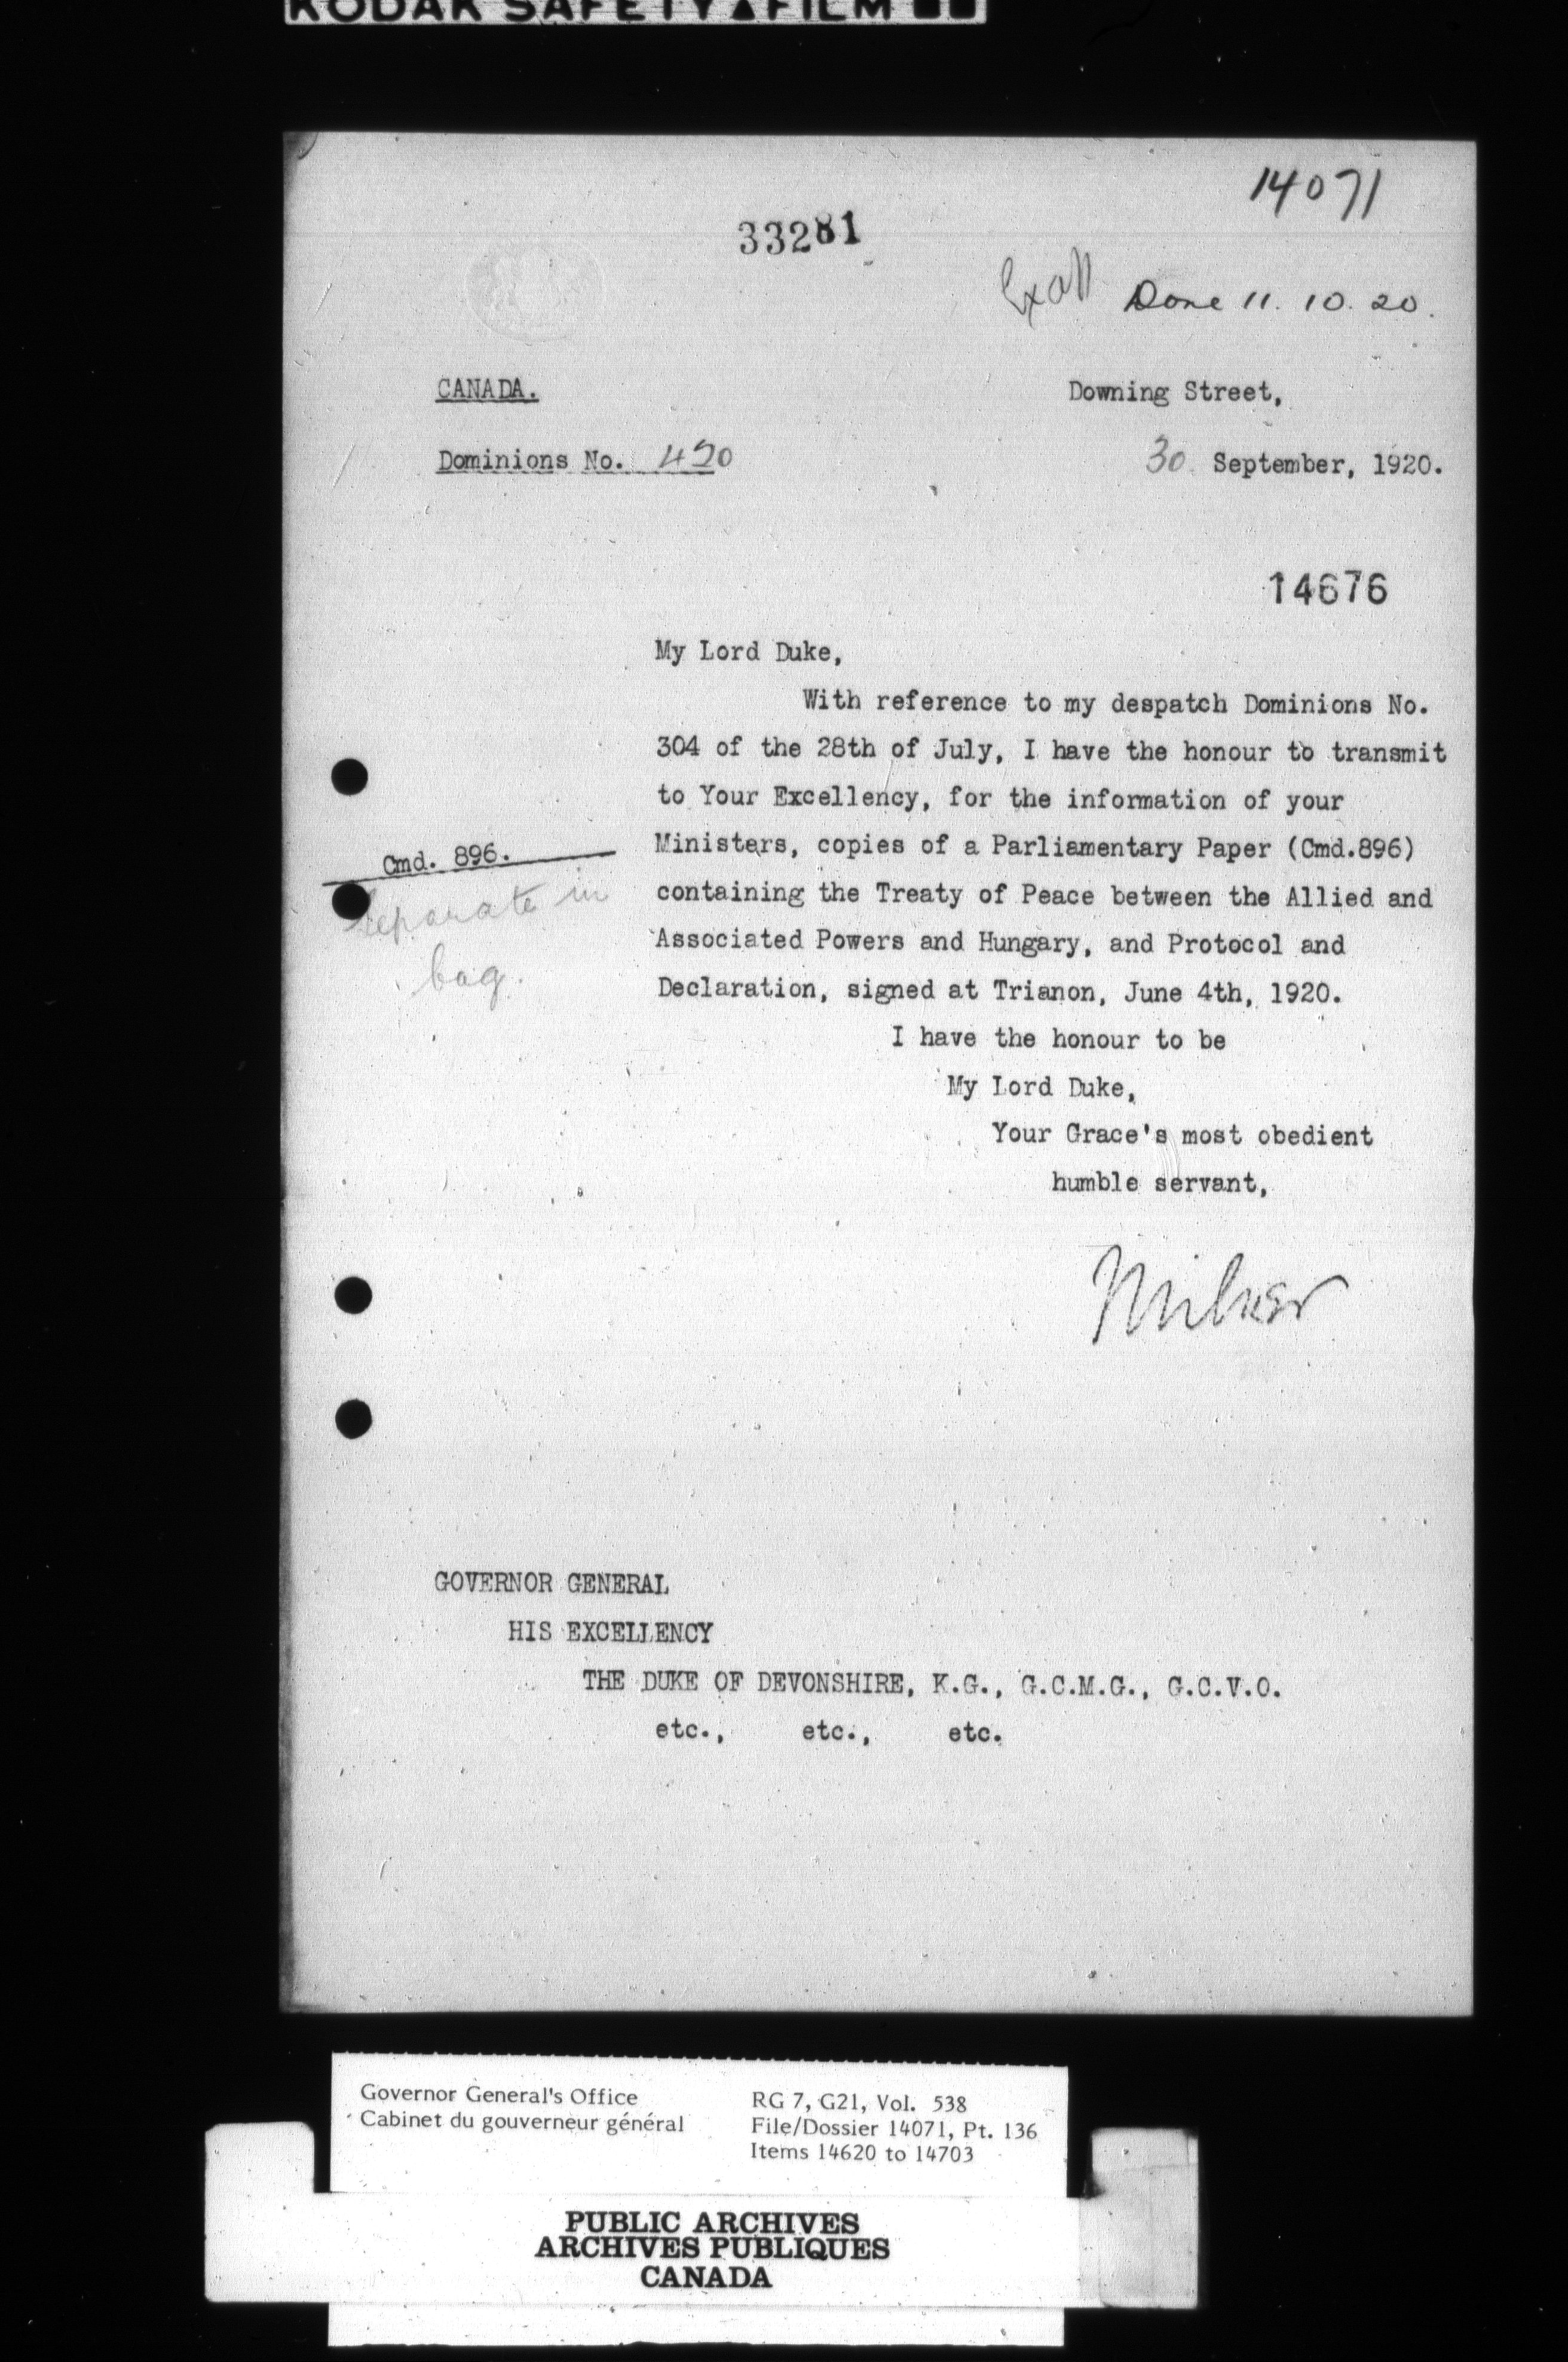 KODAK SAFETY FILM
14071
33281
Done 11. 10. 20.
CANADA.
Downing Street,
Dominions No. 420
30 September, 1920.
14676
My Lord Duke,
With reference to my despatch Dominions No.
304 of the 28th of July, I have the honour to transmit
to Your Excellency, for the information of your
Ministers, copies of a Parliamentary Paper (Cmd.896)
Cmd. 896.
containing the Treaty of Peace between the Allied and
Separate in
Associated Powers and Hungary, and Protocol and
bag.
Declaration, signed at Trianon, June 4th, 1920.
I have the honour to be
My Lord Duke,
Your Grace's most obedient
humble servant,
Milner
GOVERNOR GENERAL
HIS EXCELLENCY
THE DUKE OF DEVONSHIRE, K.G., G.C.M.G., G.C.V.O.
etc., etc., etc.
Governor General's Office
Cabinet du gouverneur général
RG 7, G21, Vol. 538
File/Dossier 14071, Pt. 136
Items 14620 to 14703
PUBLIC ARCHIVES
ARCHIVES PUBLIQUES
CANADA